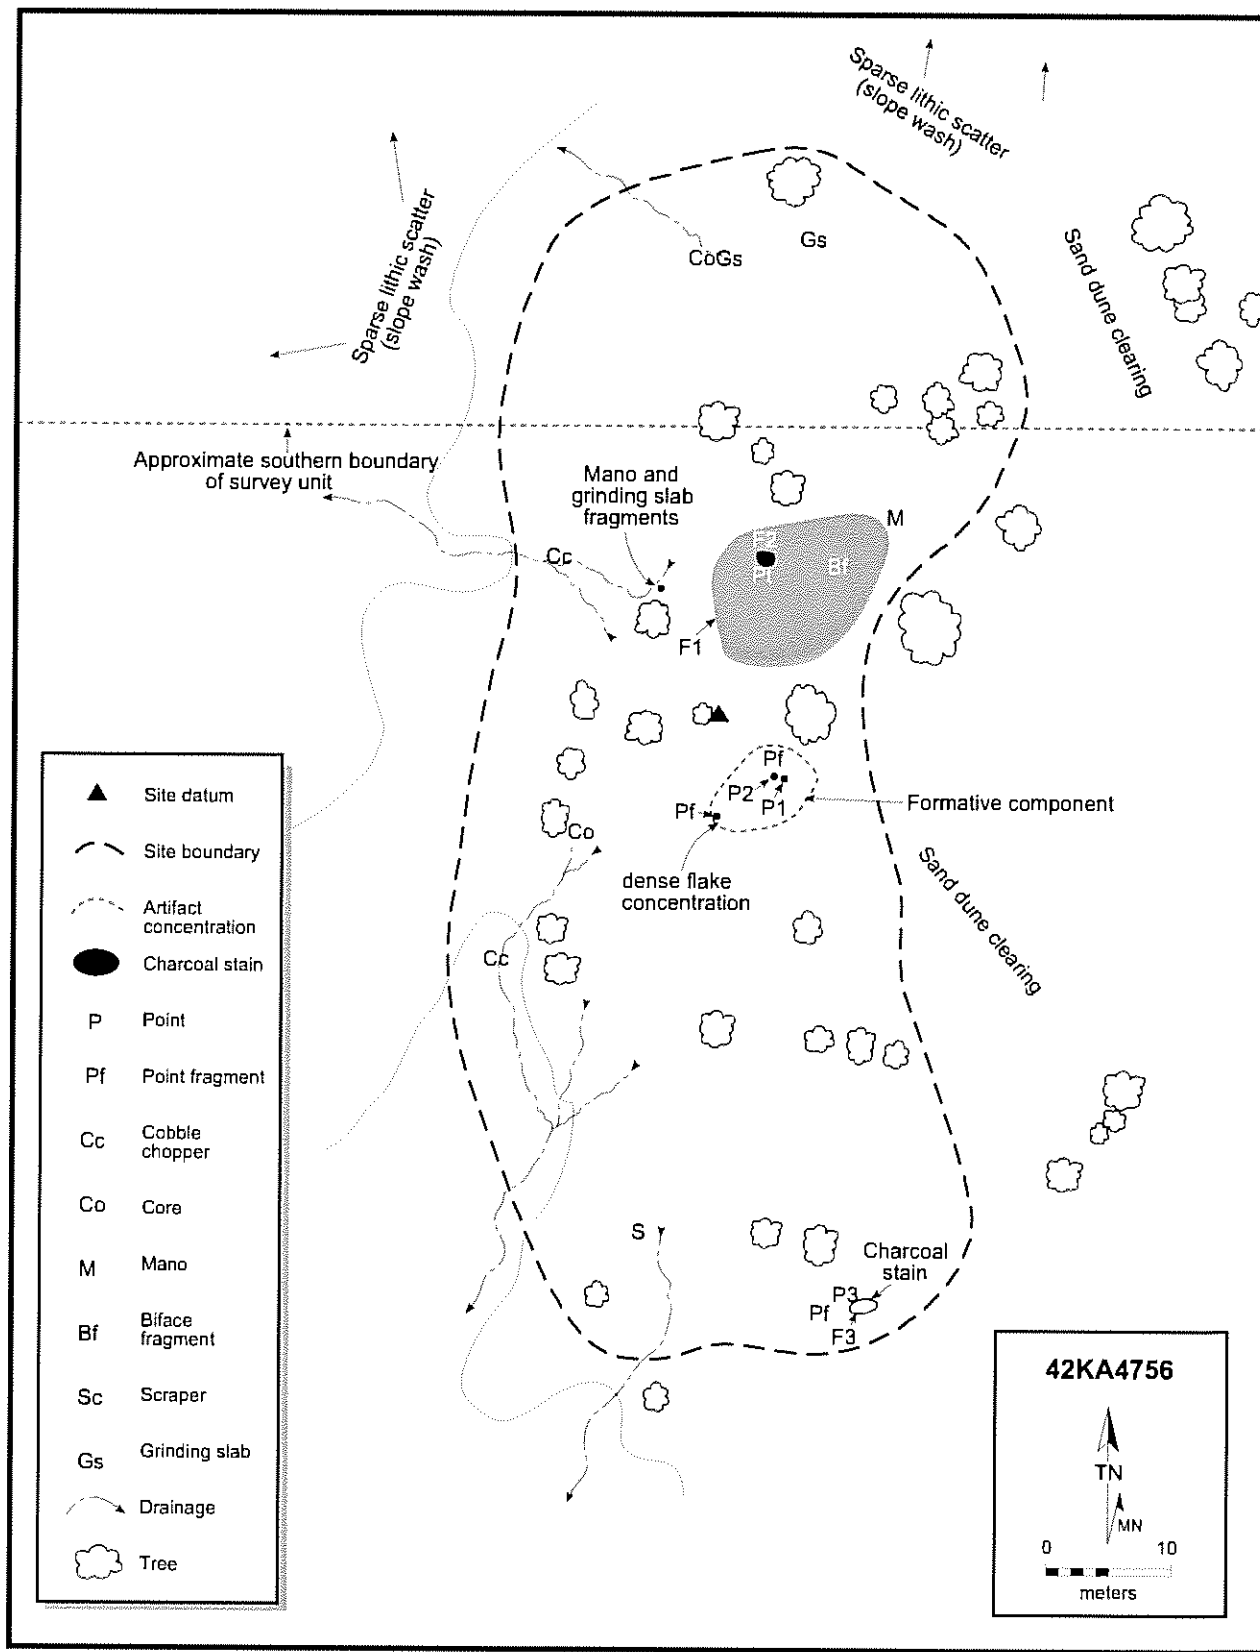 Sparse lithic scatter
(slope wash)
Sparse lithic scatter
(slope wash)
Sand dune clearing
Gs
CoGs
Approximate southern boundary
of survey unit
Mano and
grinding slab
fragments
M
Cc
Bf
F1
Pf
P2
P1
Pf
Formative component
dense flake
concentration
Co
Cc
Sand dune clearing
S
Charcoal
stain
P3
Pf
F3
Site datum
Site boundary
Artifact
concentration
Charcoal stain
P Point
Pf Point fragment
Cc Cobble
chopper
Co Core
M Mano
Bf Biface
fragment
Sc Scraper
Gs Grinding slab
Drainage
Tree
42KA4756
TN
MN
0 10
meters